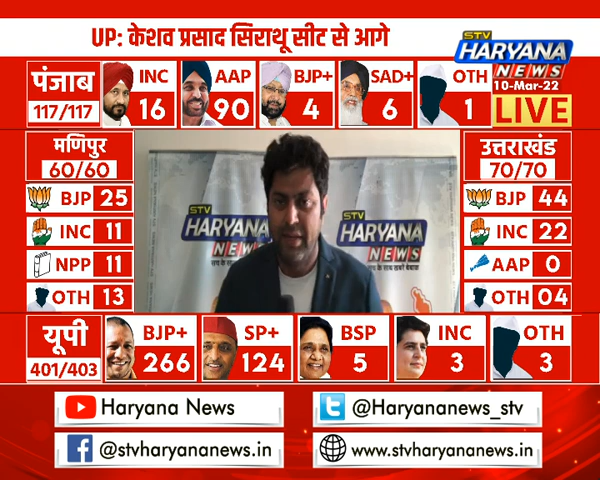 UP: केशव प्रसाद सिराथू सीट से आगे
STV
HARYANA
NEWS
10-Mar-22
LIVE
पंजाब
117/117
INC
16
AAP
90
BJP+
4
SAD+
6
OTH
1
मणिपुर
60/60
BJP 25
INC 11
NPP 11
OTH 13
STV
HARYANA
NEWS
STV
HARYANA
NEWS
सच के साथ खबरें बेबाक
उत्तराखंड
70/70
BJP 44
INC 22
AAP 0
OTH 04
यूपी
401/403
BJP+
266
SP+
124
BSP
5
INC
3
OTH
3
Haryana News
@Haryananews_stv
@stvharyananews.in
www.stvharyananews.in